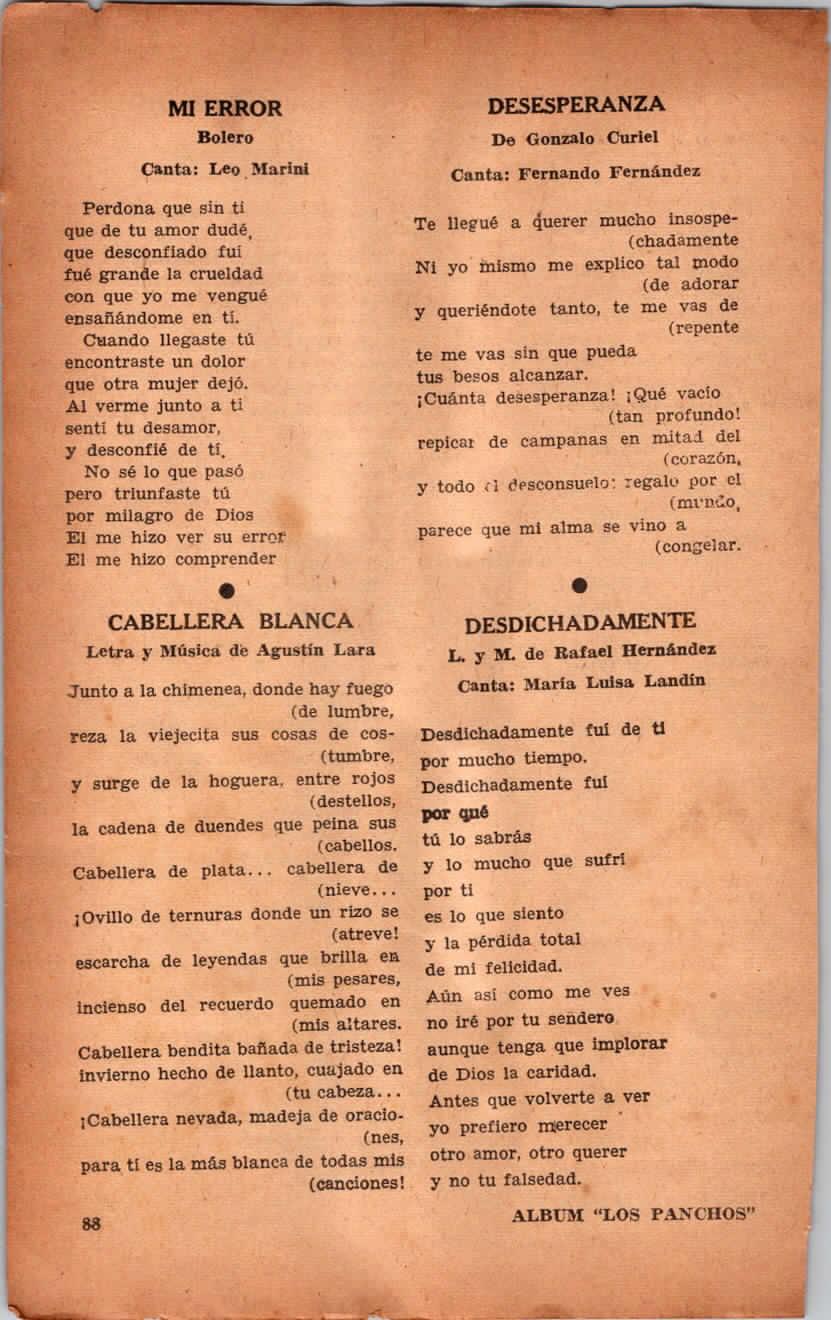 MI ERROR
Bolero
Canta: Leo Marini
Perdona que sin ti
que de tu amor dudé,
que desconfiado fuí
fué grande la crueldad
con que yo me vengué
ensañándome en tí.
Cuando llegaste tú
encontraste un dolor
que otra mujer dejó.
Al verme junto a ti
sentí tu desamor,
y desconfié de tí,
No sé lo que pasó
pero triunfaste tú
por milagro de Dios
El me hizo ver su error
El me hizo comprender
CABELLERA BLANCA
Letra y Música de Agustín Lara
Junto a la chimenea, donde hay fuego
(de lumbre,
reza la viejecita sus cosas de cos-
(tumbre,
y surge de la hoguera, entre rojos
(destellos,
la cadena de duendes que peina sus
(cabellos.
Cabellera de plata... cabellera de
(nieve...
¡Ovillo de ternuras donde un rizo se
(atreve!
escarcha de leyendas que brilla en
(mis pesares,
incienso del recuerdo quemado en
(mis altares.
Cabellera bendita bañada de tristeza!
invierno hecho de llanto, cuajado en
(tu cabeza...
¡Cabellera nevada, madeja de oracio-
(nes,
para tí es la más blanca de todas mis
(canciones!
88
DESESPERANZA
De Gonzalo Curiel
Canta: Fernando Fernández
Te llegué a querer mucho insospe-
(chadamente
Ni yo mismo me explico tal modo
(de adorar
y queriéndote tanto, te me vas de
(repente
te me vas sin que pueda
tus besos alcanzar.
¡Cuánta desesperanza! ¡Qué vacío
(tan profundo!
repicar de campanas en mitad del
(corazón,
y todo el desconsuelo: regalo por el
(mundo,
parece que mi alma se vino a
(congelar.
DESDICHADAMENTE
L. y M. de Rafael Hernández
Canta: María Luisa Landín
Desdichadamente fuí de ti
por mucho tiempo.
Desdichadamente fuí
por qué
tú lo sabrás
y lo mucho que sufrí
por ti
es lo que siento
y la pérdida total
de mi felicidad.
Aún así como me ves
no iré por tu sendero
aunque tenga que implorar
de Dios la caridad.
Antes que volverte a ver
yo prefiero merecer
otro amor, otro querer
y no tu falsedad.
ALBUM “LOS PANCHOS”